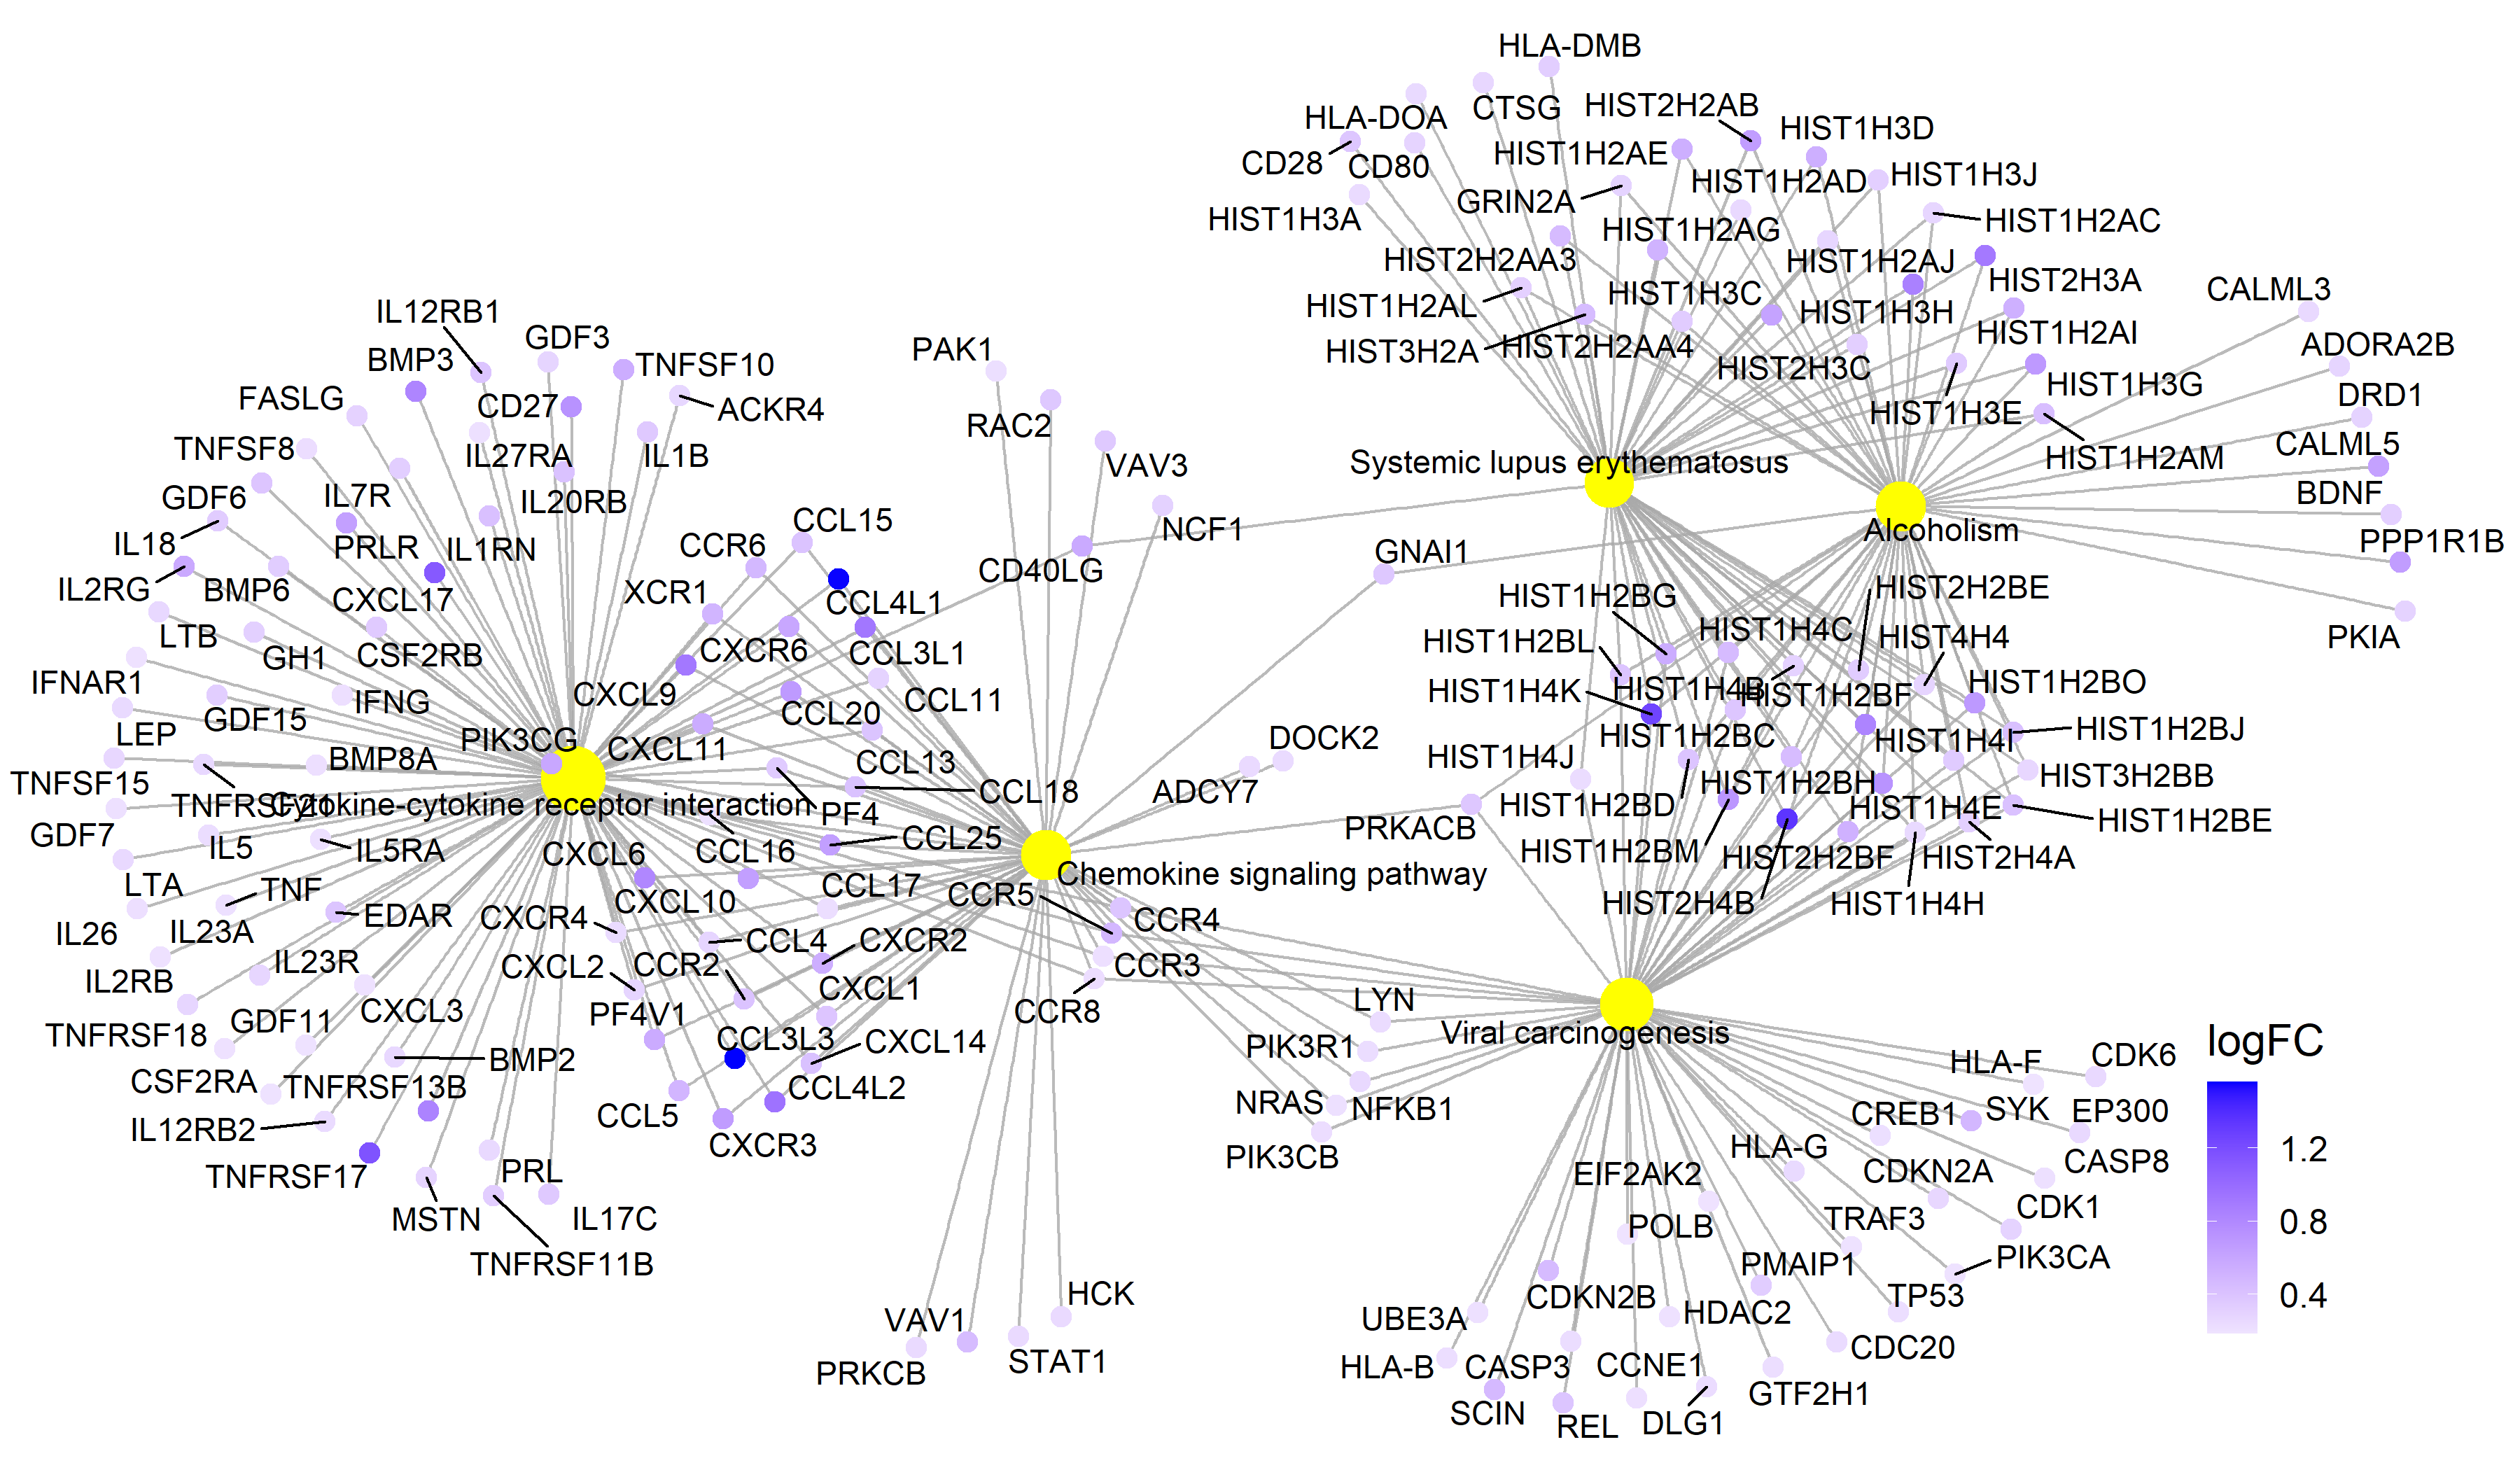 HLA-DMB
CTSG
HIST2H2AB
HLA-DOA
HIST1H3D
CD28
CD80
HIST1H2AE
HIST1H2AD
HIST1H3J
GRIN2A
HIST1H3A
HIST1H2AG
HIST1H2AC
HIST2H2AA3
HIST1H2AJ
HIST2H3A
CALML3
HIST1H2AL
HIST1H3C
HIST1H3H
HIST1H2AI
HIST3H2A
HIST2H2AA4
HIST2H3C
ADORA2B
HIST1H3G
DRD1
HIST1H3E
CALML5
HIST1H2AM
BDNF
PPP1R1B
PKIA
Systemic lupus erythematosus
Alcoholism
IL12RB1
GDF3
BMP3
TNFSF10
FASLG
CD27
ACKR4
TNFSF8
IL27RA
IL1B
GDF6
IL7R
IL20RB
IL18
PRLR
IL1RN
IL2RG
BMP6
CXCL17
LTB
GH1
CSF2RB
IFNAR1
IFNG
LEP
GDF15
TNFSF15
BMP8A
PIK3CG
TNFRSF21
Cytokine-cytokine receptor interaction
GDF7
IL5
IL5RA
LTA
TNF
EDAR
IL26
IL23A
IL2RB
IL23R
TNFRSF18
GDF11
CXCL3
CSF2RA
TNFRSF13B
BMP2
IL12RB2
TNFRSF17
PRL
MSTN
IL17C
TNFRSF11B
PAK1
RAC2
VAV3
NCF1
CD40LG
GNAI1
CCL15
CCR6
XCR1
CCL4L1
CXCR6
CCL3L1
CXCL9
CCL20
CCL11
CXCL11
CCL13
CCL18
PF4
CXCL6
CCL16
CCL25
CXCL10
CCL17
CXCR4
CCL4
CXCR2
CXCL2
CCR2
CXCL1
PF4V1
CCL3L3
CXCL14
CCL4L2
CCL5
CXCR3
DOCK2
ADCY7
PRKACB
Chemokine signaling pathway
CCR5
CCR4
CCR3
CCR8
LYN
PIK3R1
NRAS
NFKB1
PIK3CB
VAV1
HCK
PRKCB
STAT1
HIST2H2BE
HIST1H2BG
HIST1H2BL
HIST1H4C
HIST4H4
HIST1H4K
HIST1H4B
HIST1H2BF
HIST1H2BO
HIST1H2BC
HIST1H4I
HIST1H2BJ
HIST1H4J
HIST1H2BH
HIST3H2BB
HIST1H2BD
HIST1H4E
HIST1H2BE
HIST1H2BM
HIST2H2BF
HIST2H4A
HIST2H4B
HIST1H4H
Viral carcinogenesis
HLA-F
CDK6
CREB1
SYK
EP300
HLA-G
CASP8
EIF2AK2
CDKN2A
POLB
TRAF3
CDK1
PMAIP1
PIK3CA
CDKN2B
HDAC2
TP53
UBE3A
CDC20
HLA-B
CASP3
CCNE1
GTF2H1
SCIN
REL
DLG1
logFC
1.2
0.8
0.4